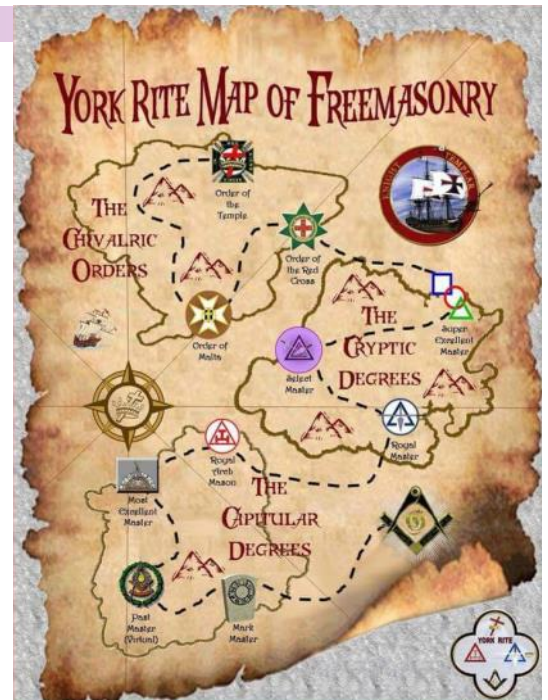 YORK RITE MAP OF FREEMASONRY
KNIGHT TEMPLAR
Order of
the
Temple
THE
CHIVALRIC
ORDERS
Order of
the Red
Cross
Order of
Malta
THE
CRYPTIC
DEGREES
Super
Excellent
Master
Select
Master
Royal
Master
Royal
Arch
Mason
Most
Excellent
Master
THE
CAPITULAR
DEGREES
G
Past
Master
(Virtual)
Mark
Master
YORK RITE